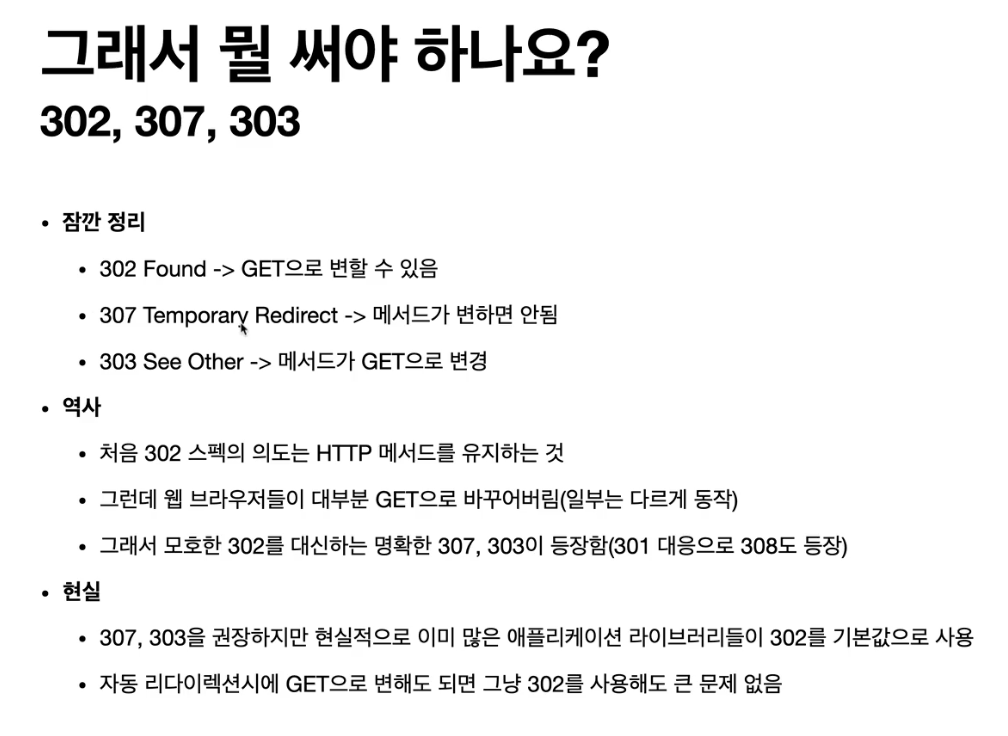 그래서 뭘 써야 하나요?
302, 307, 303
• 잠깐 정리
• 302 Found -> GET으로 변할 수 있음
• 307 Temporary Redirect -> 메서드가 변하면 안됨
• 303 See Other -> 메서드가 GET으로 변경
• 역사
• 처음 302 스펙의 의도는 HTTP 메서드를 유지하는 것
• 그런데 웹 브라우저들이 대부분 GET으로 바꾸어버림(일부는 다르게 동작)
• 그래서 모호한 302를 대신하는 명확한 307, 303이 등장함(301 대응으로 308도 등장)
• 현실
• 307, 303을 권장하지만 현실적으로 이미 많은 애플리케이션 라이브러리들이 302를 기본값으로 사용
• 자동 리다이렉션시에 GET으로 변해도 되면 그냥 302를 사용해도 큰 문제 없음